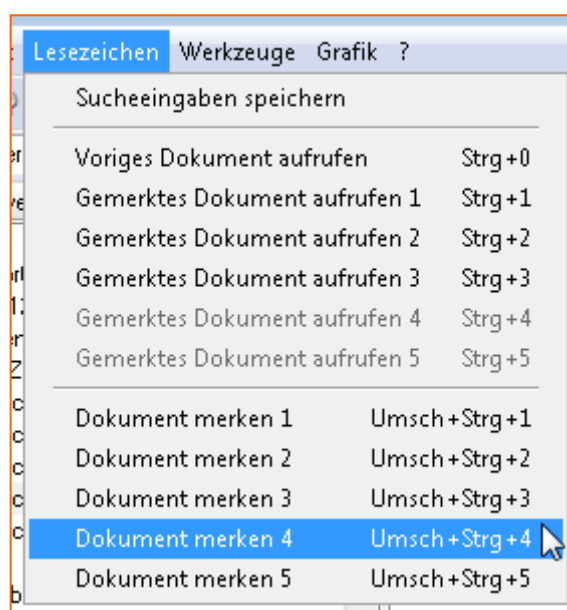 Lesezeichen Werkzeuge Grafik ?
Sucheeingaben speichern
Voriges Dokument aufrufen Strg+0
Gemerktes Dokument aufrufen 1 Strg+1
Gemerktes Dokument aufrufen 2 Strg+2
Gemerktes Dokument aufrufen 3 Strg+3
Gemerktes Dokument aufrufen 4 Strg+4
Gemerktes Dokument aufrufen 5 Strg+5
Dokument merken 1 Umsch+Strg+1
Dokument merken 2 Umsch+Strg+2
Dokument merken 3 Umsch+Strg+3
Dokument merken 4 Umsch+Strg+4
Dokument merken 5 Umsch+Strg+5